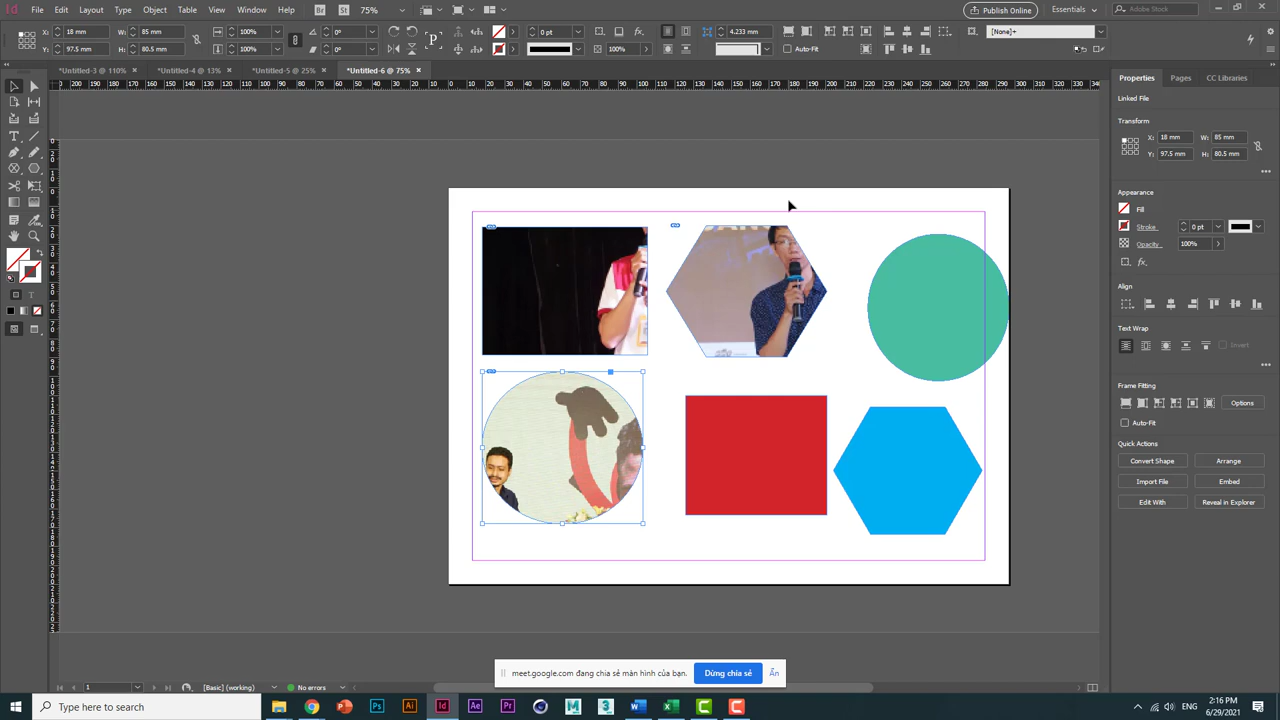 File Edit Layout Type Object Table View Window Help Br St 75% Publish Online Essentials Adobe Stock
X: 18 mm W: 85 mm 100% 0° P 0 pt 4.233 mm [None]+
Y: 97.5 mm H: 80.5 mm 100% 0° 100% Auto-Fit
*Untitled-3 @ 110% × *Untitled-4 @ 13% × *Untitled-5 @ 25% × *Untitled-6 @ 75% ×
Properties Pages CC Libraries
Linked File
Transform
X: 18 mm W: 85 mm
Y: 97.5 mm H: 80.5 mm
Appearance
Fill
Stroke 0 pt
Opacity 100%
fx.
Align
Text Wrap
Invert
Frame Fitting
Options
Auto-Fit
Quick Actions
Convert Shape Arrange
Import File Embed
Edit With Reveal in Explorer
meet.google.com đang chia sẻ màn hình của bạn. Dừng chia sẻ Ẩn
1 [Basic] (working) No errors
Type here to search
2:16 PM
6/29/2021